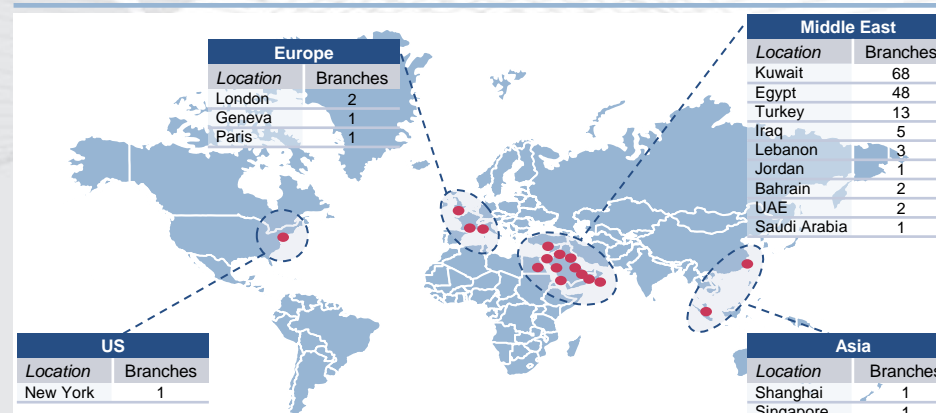 Europe
Location Branches
London 2
Geneva 1
Paris 1
Middle East
Location Branches
Kuwait 68
Egypt 48
Turkey 13
Iraq 5
Lebanon 3
Jordan 1
Bahrain 2
UAE 2
Saudi Arabia 1
US
Location Branches
New York 1
Asia
Location Branches
Shanghai 1
Singapore 1